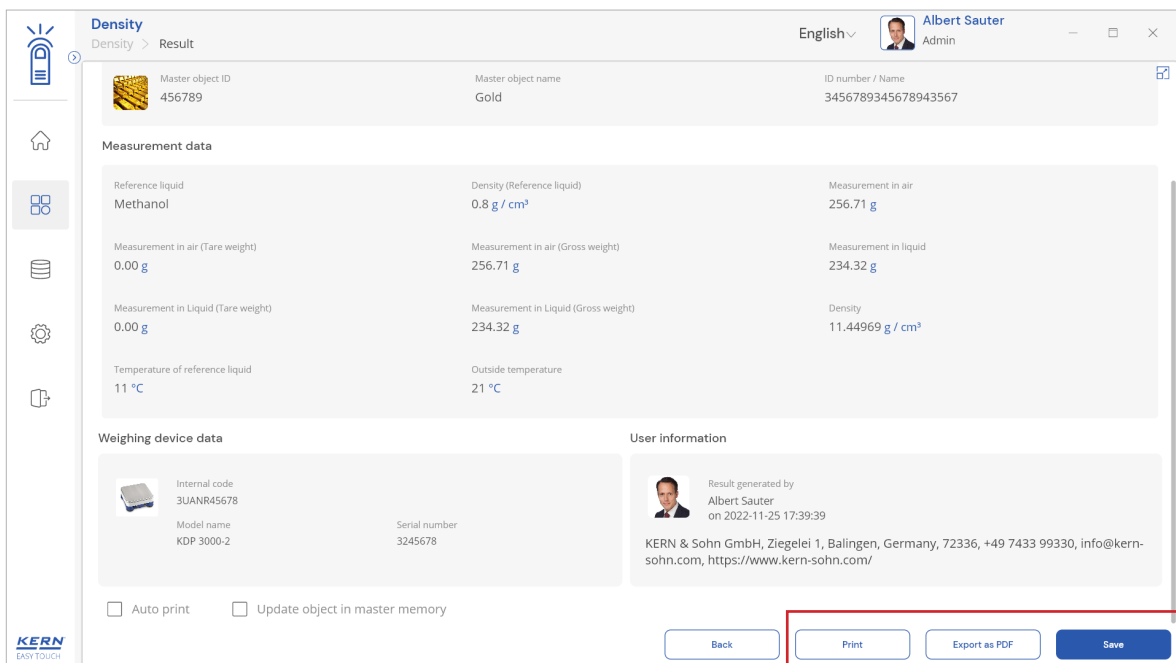 Density
Density > Result
English
Albert Sauter
Admin
Master object ID
456789
Master object name
Gold
ID number / Name
3456789345678943567
Measurement data
Reference liquid
Methanol
Density (Reference liquid)
0.8 g / cm³
Measurement in air
256.71 g
Measurement in air (Tare weight)
0.00 g
Measurement in air (Gross weight)
256.71 g
Measurement in liquid
234.32 g
Measurement in Liquid (Tare weight)
0.00 g
Measurement in Liquid (Gross weight)
234.32 g
Density
11.44969 g / cm³
Temperature of reference liquid
11 °C
Outside temperature
21 °C
Weighing device data
Internal code
3UANR45678
Model name
KDP 3000-2
Serial number
3245678
User information
Result generated by
Albert Sauter
on 2022-11-25 17:39:39
KERN & Sohn GmbH, Ziegelei 1, Balingen, Germany, 72336, +49 7433 99330, info@kern-
sohn.com, https://www.kern-sohn.com/
Auto print
Update object in master memory
KERN
EASY TOUCH
Back
Print
Export as PDF
Save